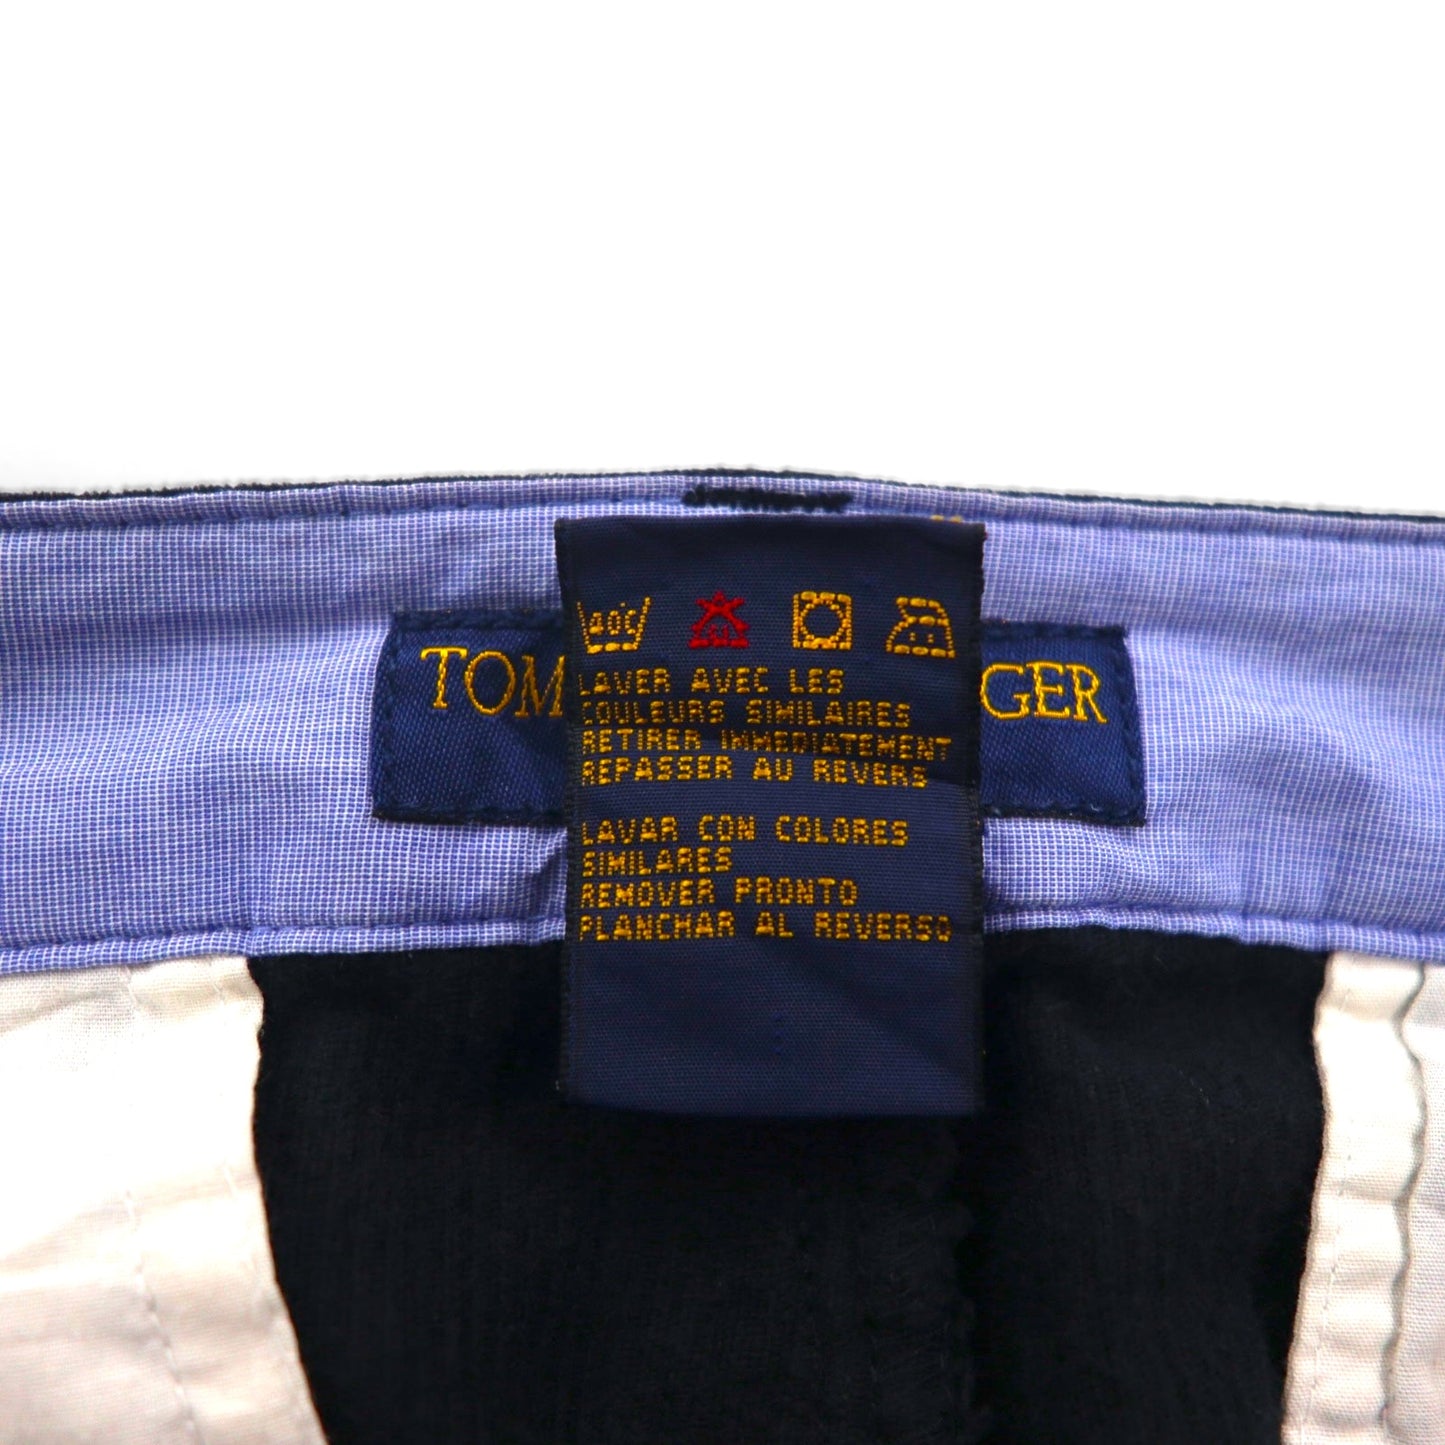 40C
TOM GER
LAVER AVEC LES
COULEURS SIMILAIRES
RETIRER IMMEDIATEMENT
REPASSER AU REVERS
LAVAR CON COLORES
SIMILARES
REMOVER PRONTO
PLANCHAR AL REVERSO